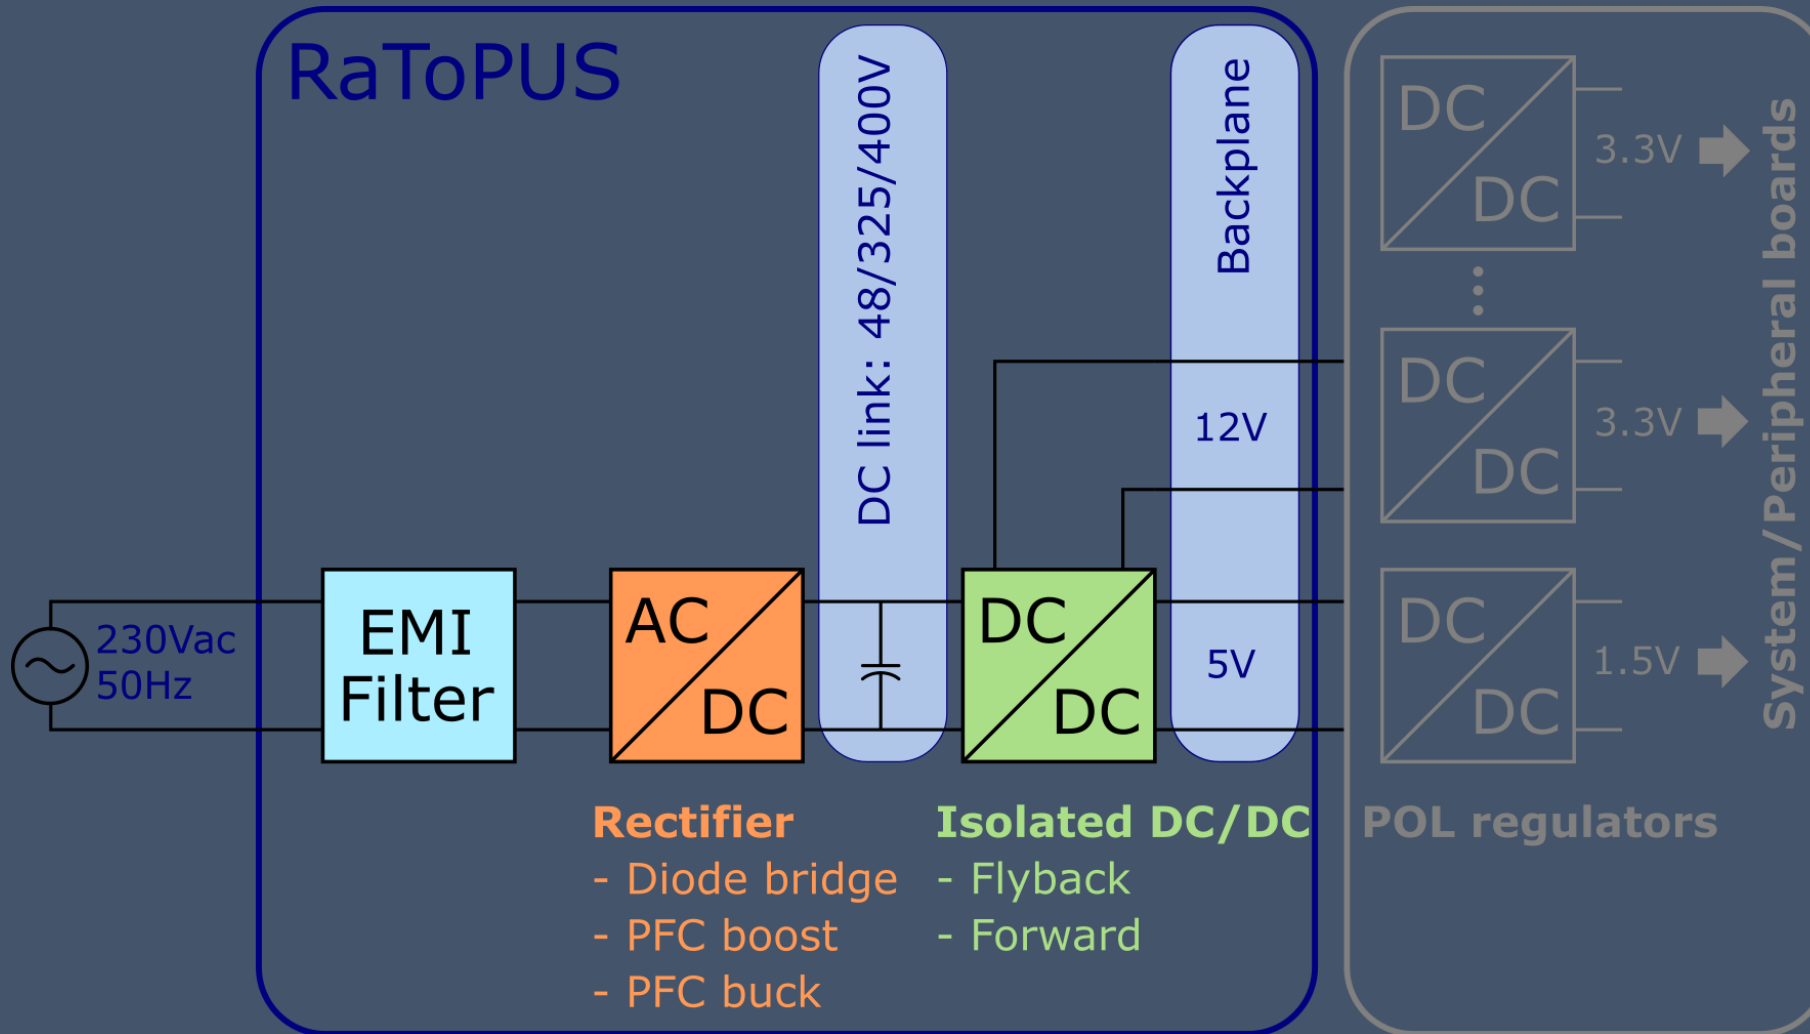 RaToPUS
230Vac
50Hz
EMI
Filter
AC
DC
DC link: 48/325/400V
DC
DC
Backplane
12V
5V
Rectifier
- Diode bridge
- PFC boost
- PFC buck
Isolated DC/DC
- Flyback
- Forward
DC
DC
3.3V
DC
DC
3.3V
DC
DC
1.5V
POL regulators
System/Peripheral boards